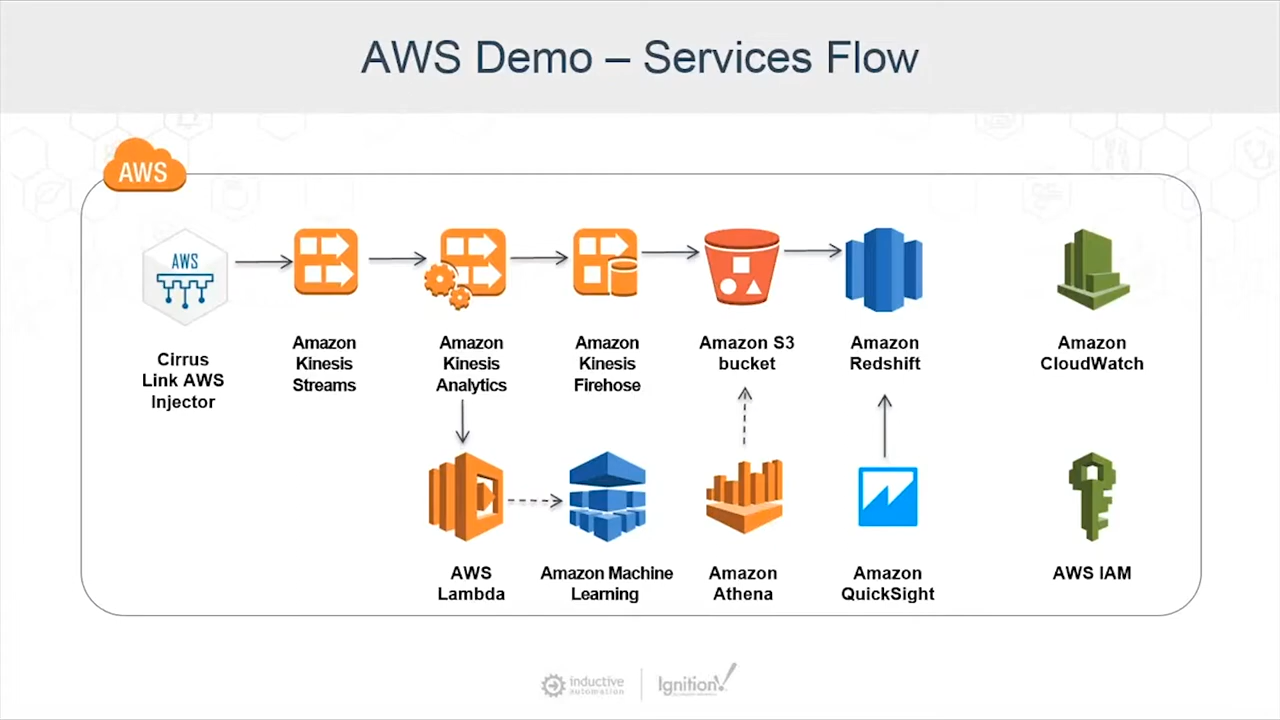 AWS Demo – Services Flow
AWS
AWS
Cirrus
Link AWS
Injector
Amazon
Kinesis
Streams
Amazon
Kinesis
Analytics
Amazon
Kinesis
Firehose
Amazon S3
bucket
Amazon
Redshift
Amazon
CloudWatch
AWS
Lambda
Amazon Machine
Learning
Amazon
Athena
Amazon
QuickSight
AWS IAM
inductive
automation
Ignition!